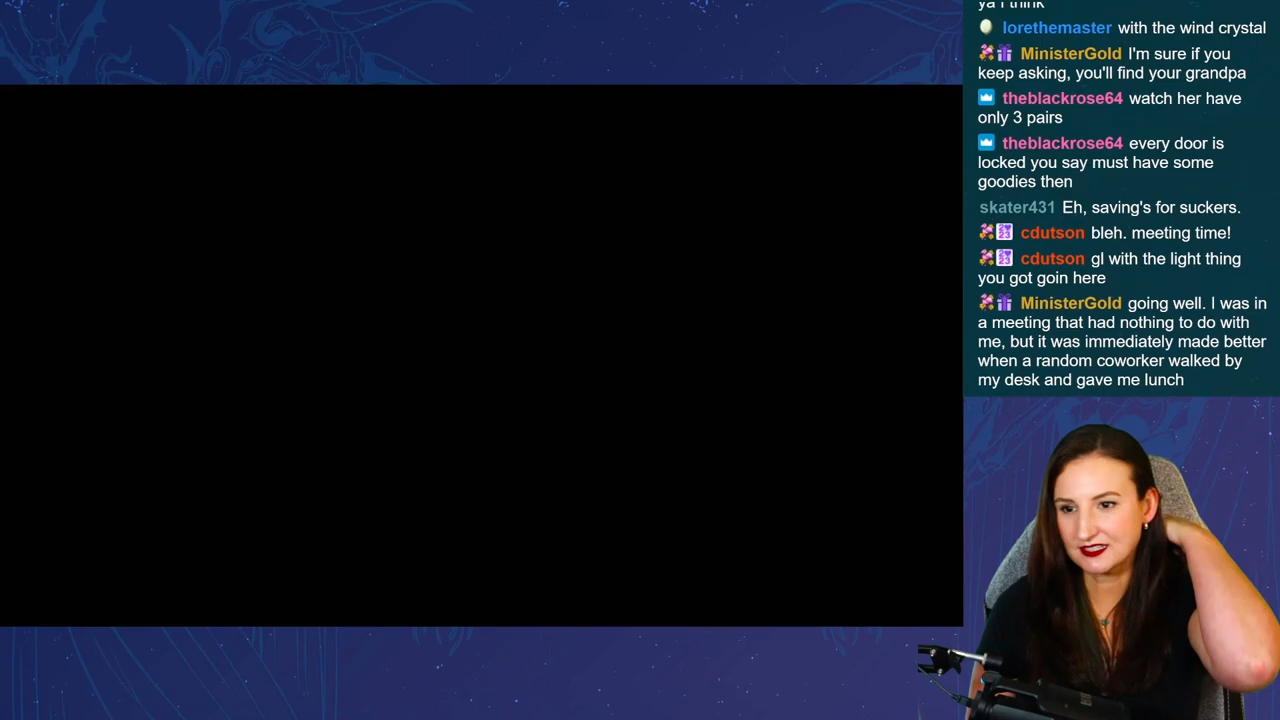 ya i think
lorethemaster with the wind crystal
MinisterGold I'm sure if you
keep asking, you'll find your grandpa
theblackrose64 watch her have
only 3 pairs
theblackrose64 every door is
locked you say must have some
goodies then
skater431 Eh, saving's for suckers.
cdutson bleh. meeting time!
cdutson gl with the light thing
you got goin here
MinisterGold going well. I was in
a meeting that had nothing to do with
me, but it was immediately made better
when a random coworker walked by
my desk and gave me lunch